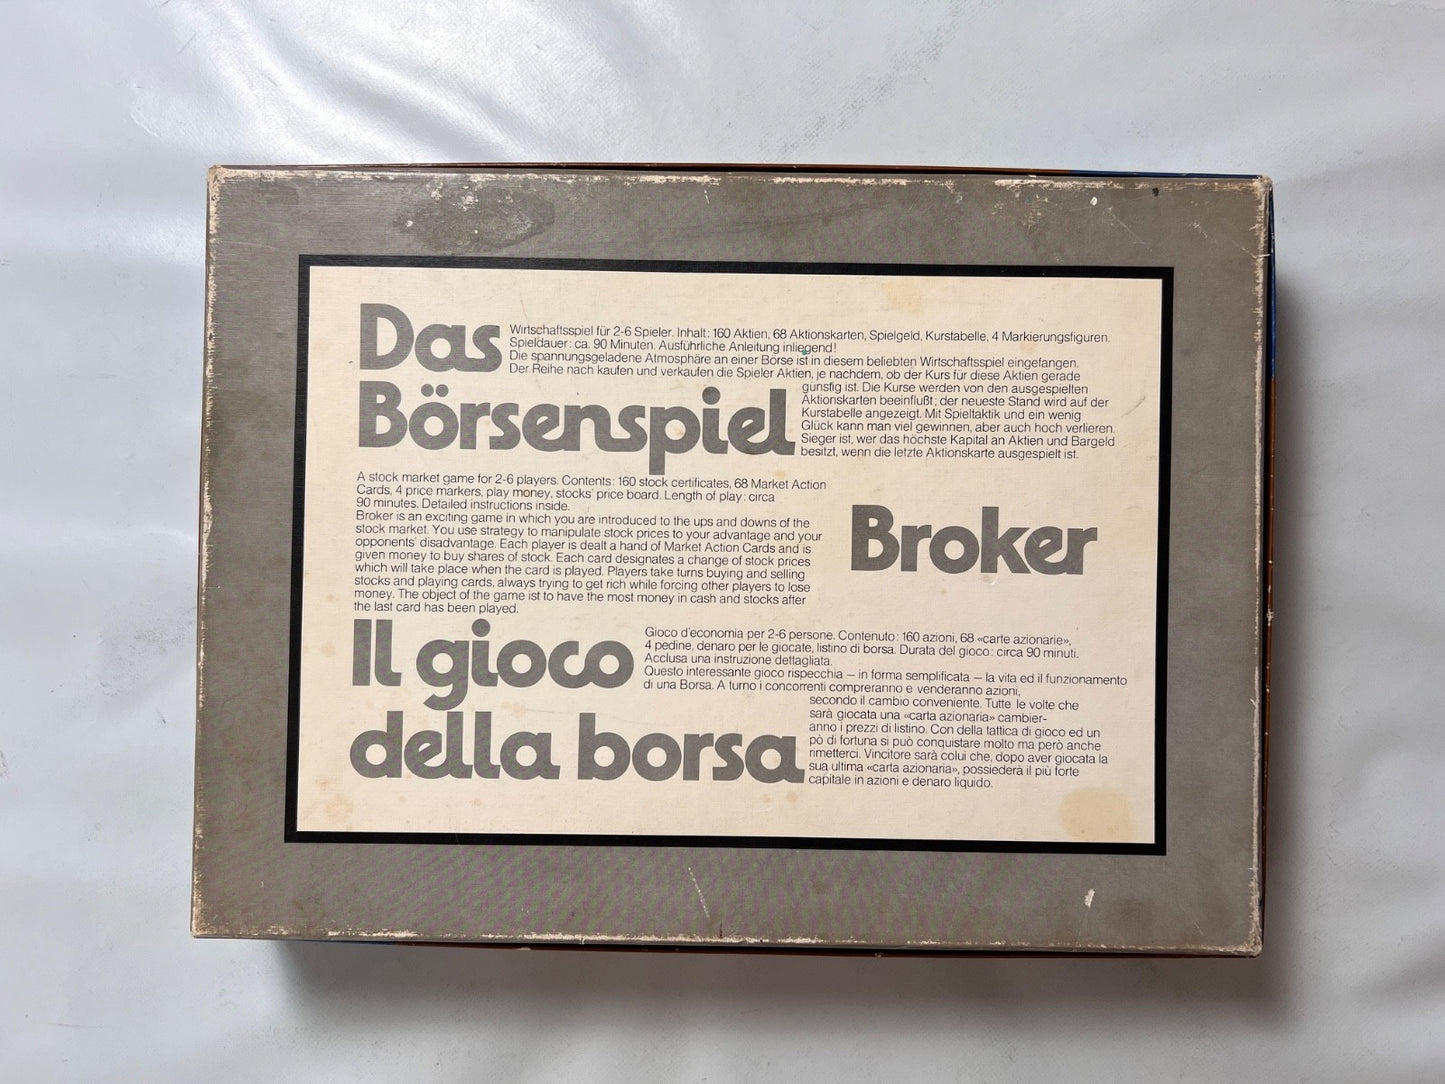 Das
Börsenspiel
Wirtschaftsspiel für 2-6 Spieler. Inhalt: 160 Aktien, 68 Aktionskarten, Spielgeld, Kurstabelle, 4 Markierungsfiguren.
Spieldauer: ca. 90 Minuten. Ausführliche Anleitung inliegend!
Die spannungsgeladene Atmosphäre an einer Börse ist in diesem beliebten Wirtschaftsspiel eingefangen.
Der Reihe nach kaufen und verkaufen die Spieler Aktien, je nachdem, ob der Kurs für diese Aktien gerade
günstig ist. Die Kurse werden von den ausgespielten
Aktionskarten beeinflußt; der neueste Stand wird auf der
Kurstabelle angezeigt. Mit Spieltaktik und ein wenig
Glück kann man viel gewinnen, aber auch hoch verlieren.
Sieger ist, wer das höchste Kapital an Aktien und Bargeld
besitzt, wenn die letzte Aktionskarte ausgespielt ist.
A stock market game for 2-6 players. Contents: 160 stock certificates, 68 Market Action
Cards, 4 price markers, play money, stocks' price board. Length of play: circa
90 minutes. Detailed instructions inside.
Broker is an exciting game in which you are introduced to the ups and downs of the
stock market. You use strategy to manipulate stock prices to your advantage and your
opponents' disadvantage. Each player is dealt a hand of Market Action Cards and is
given money to buy shares of stock. Each card designates a change of stock prices
which will take place when the card is played. Players take turns buying and selling
stocks and playing cards, always trying to get rich while forcing other players to lose
money. The object of the game ist to have the most money in cash and stocks after
the last card has been played.
Broker
Il gioco
della borsa
Gioco d'economia per 2-6 persone. Contenuto: 160 azioni, 68 «carte azionarie»,
4 pedine, denaro per le giocate, listino di borsa. Durata del gioco: circa 90 minuti.
Acclusa una instruzione dettagliata.
Questo interessante gioco rispecchia – in forma semplificata – la vita ed il funzionamento
di una Borsa. A turno i concorrenti compreranno e venderanno azioni,
secondo il cambio conveniente. Tutte le volte che
sarà giocata una «carta azionaria» cambier-
anno i prezzi di listino. Con della tattica di gioco ed un
pò di fortuna si può conquistare molto ma però anche
rimetterci. Vincitore sarà colui che, dopo aver giocata la
sua ultima «carta azionaria», possiederà il più forte
capitale in azioni e denaro liquido.